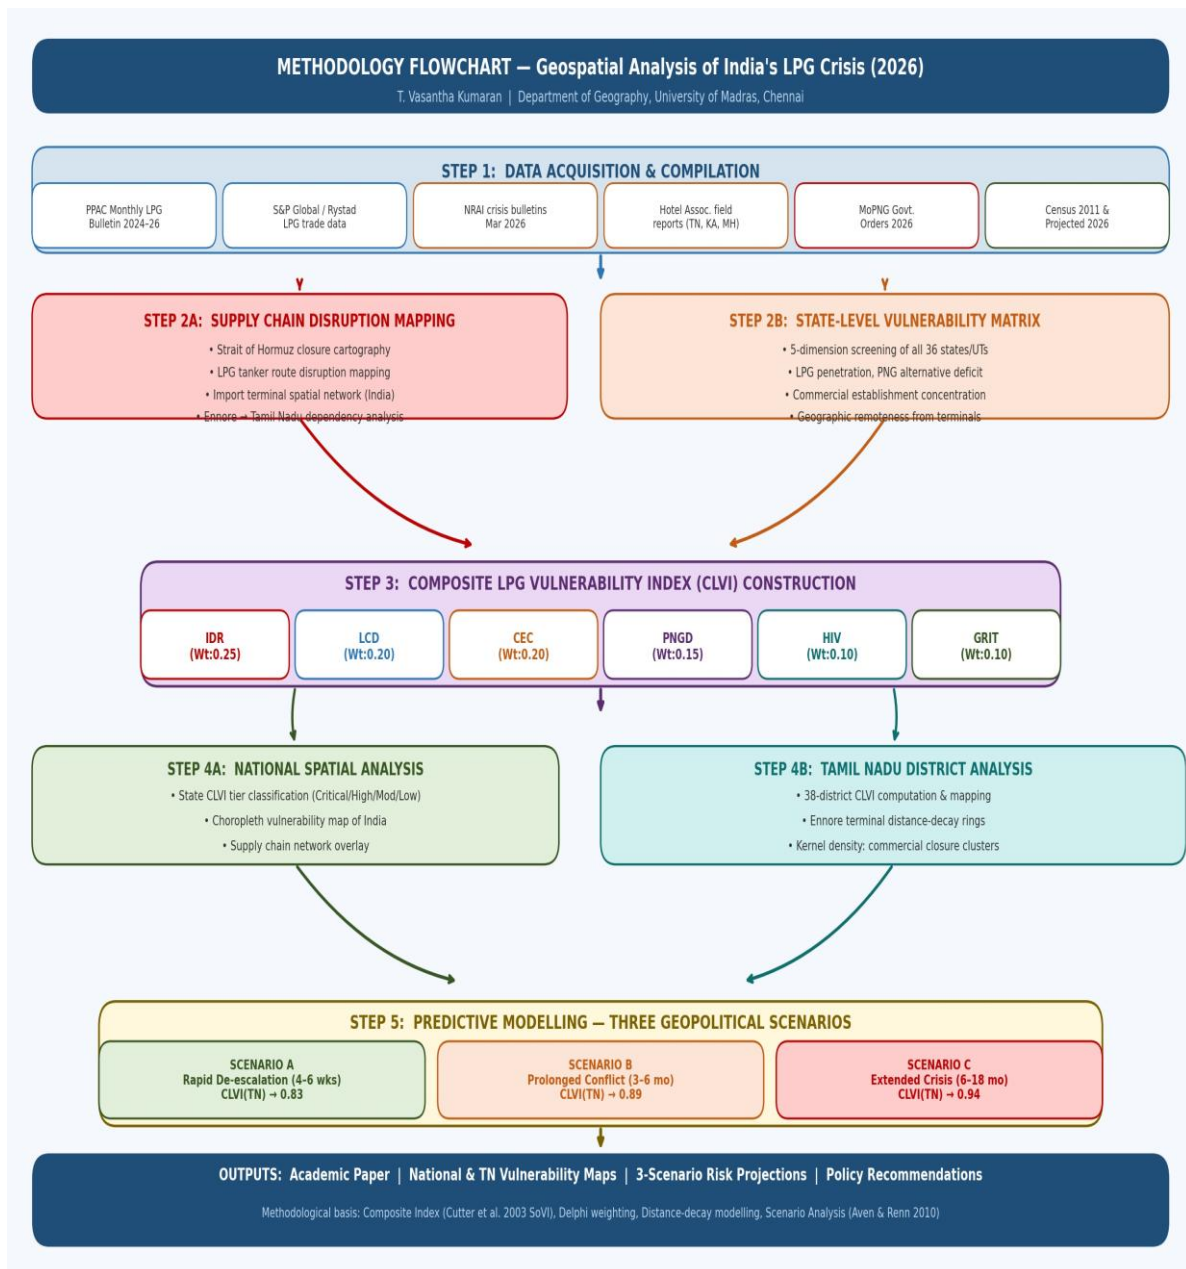 METHODOLOGY FLOWCHART — Geospatial Analysis of India's LPG Crisis (2026)
T. Vasantha Kumaran | Department of Geography, University of Madras, Chennai
STEP 1: DATA ACQUISITION & COMPILATION
PPAC Monthly LPG
Bulletin 2024–26
S&P Global / Rystad
LPG trade data
NRAI crisis bulletins
Mar 2026
Hotel Assoc. field
reports (TN, KA, MH)
MoPNG Govt.
Orders 2026
Census 2011 &
Projected 2026
STEP 2A: SUPPLY CHAIN DISRUPTION MAPPING
• Strait of Hormuz closure cartography
• LPG tanker route disruption mapping
• Import terminal spatial network (India)
• Ennore → Tamil Nadu dependency analysis
STEP 2B: STATE-LEVEL VULNERABILITY MATRIX
• 5-dimension screening of all 36 states/UTs
• LPG penetration, PNG alternative deficit
• Commercial establishment concentration
• Geographic remoteness from terminals
STEP 3: COMPOSITE LPG VULNERABILITY INDEX (CLVI) CONSTRUCTION
IDR
(Wt:0.25)
LCD
(Wt:0.20)
CEC
(Wt:0.20)
PNGD
(Wt:0.15)
HIV
(Wt:0.10)
GRIT
(Wt:0.10)
STEP 4A: NATIONAL SPATIAL ANALYSIS
• State CLVI tier classification (Critical/High/Mod/Low)
• Choropleth vulnerability map of India
• Supply chain network overlay
STEP 4B: TAMIL NADU DISTRICT ANALYSIS
• 38-district CLVI computation & mapping
• Ennore terminal distance-decay rings
• Kernel density: commercial closure clusters
STEP 5: PREDICTIVE MODELLING — THREE GEOPOLITICAL SCENARIOS
SCENARIO A
Rapid De-escalation (4–6 wks)
CLVI(TN) → 0.83
SCENARIO B
Prolonged Conflict (3–6 mo)
CLVI(TN) → 0.89
SCENARIO C
Extended Crisis (6–18 mo)
CLVI(TN) → 0.94
OUTPUTS: Academic Paper | National & TN Vulnerability Maps | 3-Scenario Risk Projections | Policy Recommendations
Methodological basis: Composite Index (Cutter et al. 2003 SoVI), Delphi weighting, Distance-decay modelling, Scenario Analysis (Aven & Renn 2010)